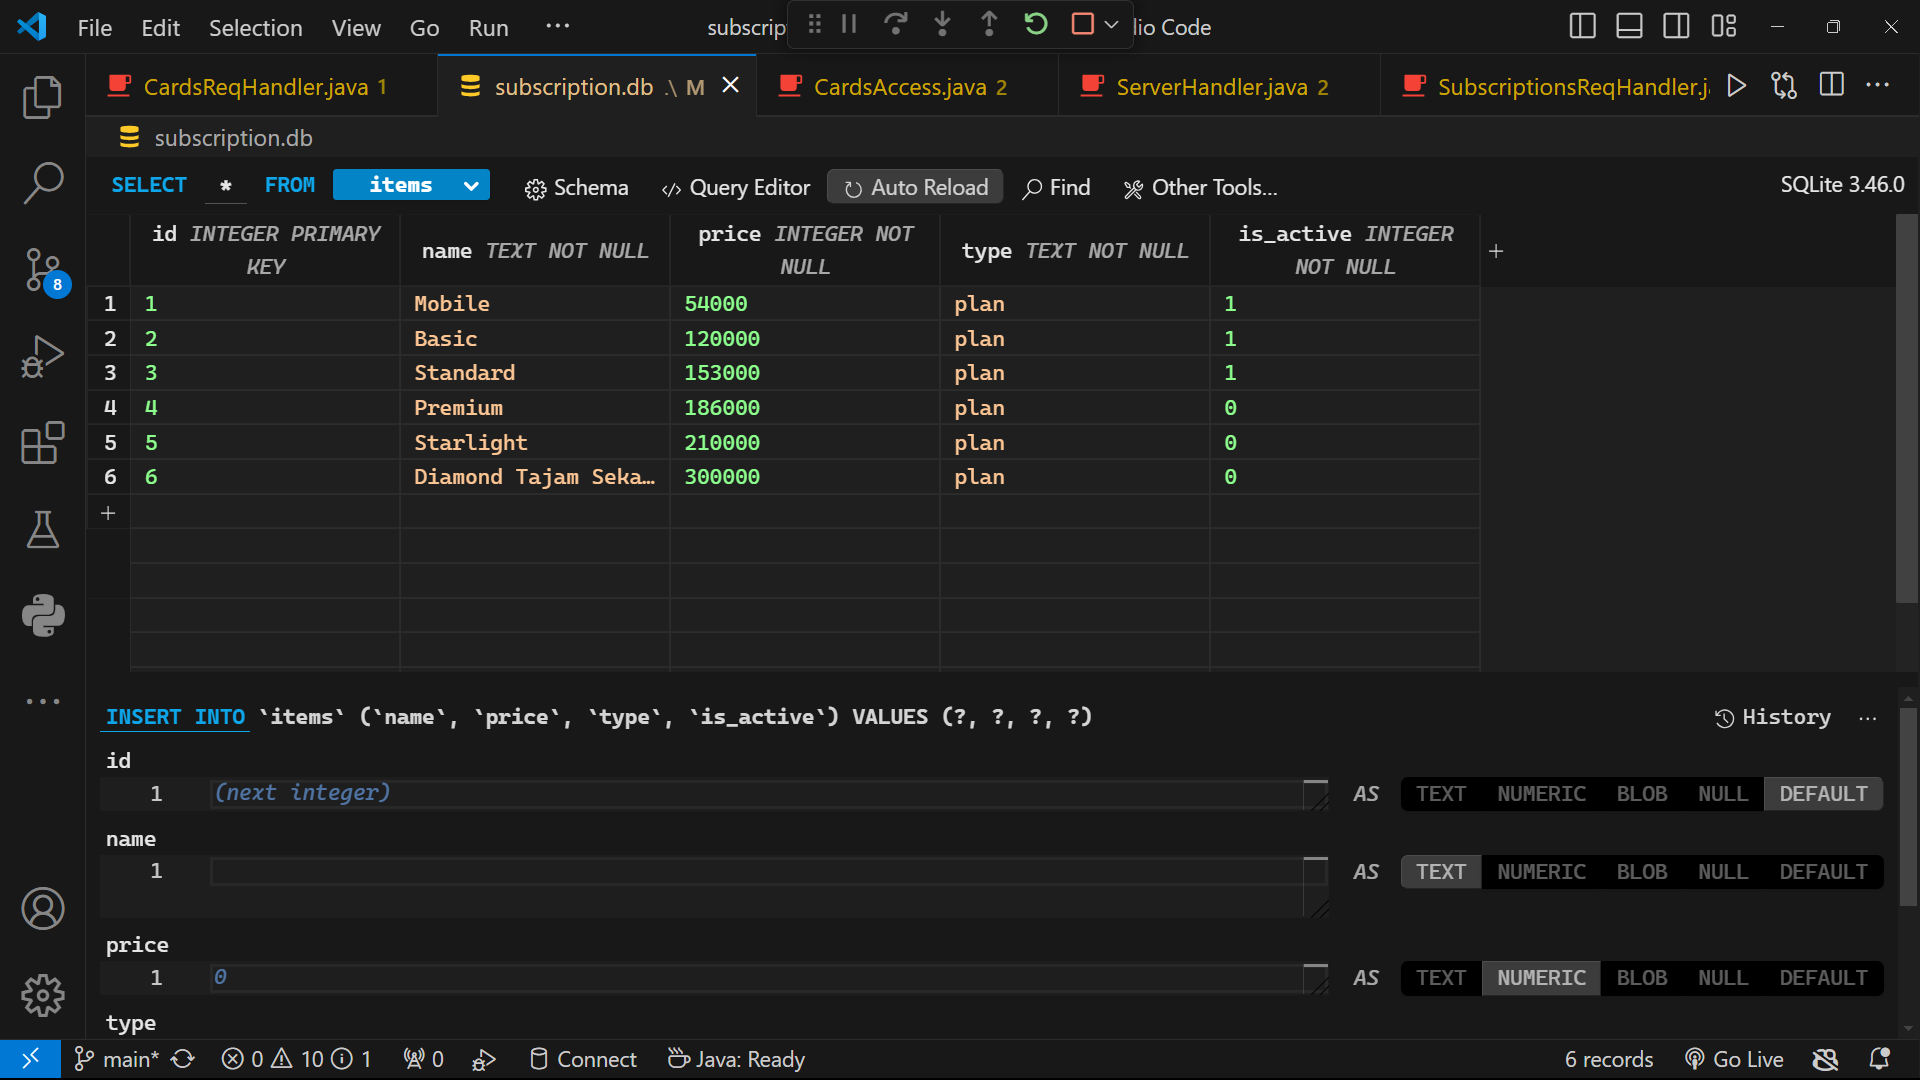 File Edit Selection View Go Run ···
subscrip
lio Code
CardsReqHandler.java 1
subscription.db .\ M
CardsAccess.java 2
ServerHandler.java 2
SubscriptionsReqHandler.j
subscription.db
SELECT * FROM items
Schema
Query Editor
Auto Reload
Find
Other Tools...
SQLite 3.46.0
id INTEGER PRIMARY KEY
name TEXT NOT NULL
price INTEGER NOT NULL
type TEXT NOT NULL
is_active INTEGER NOT NULL
+
1 1 Mobile 54000 plan 1
2 2 Basic 120000 plan 1
3 3 Standard 153000 plan 1
4 4 Premium 186000 plan 0
5 5 Starlight 210000 plan 0
6 6 Diamond Tajam Seka… 300000 plan 0
+
8
INSERT INTO `items` (`name`, `price`, `type`, `is_active`) VALUES (?, ?, ?, ?)
History
id
1 (next integer) AS TEXT NUMERIC BLOB NULL DEFAULT
name
1 AS TEXT NUMERIC BLOB NULL DEFAULT
price
1 0 AS TEXT NUMERIC BLOB NULL DEFAULT
type
main* 0 10 1 0 Connect Java: Ready 6 records Go Live